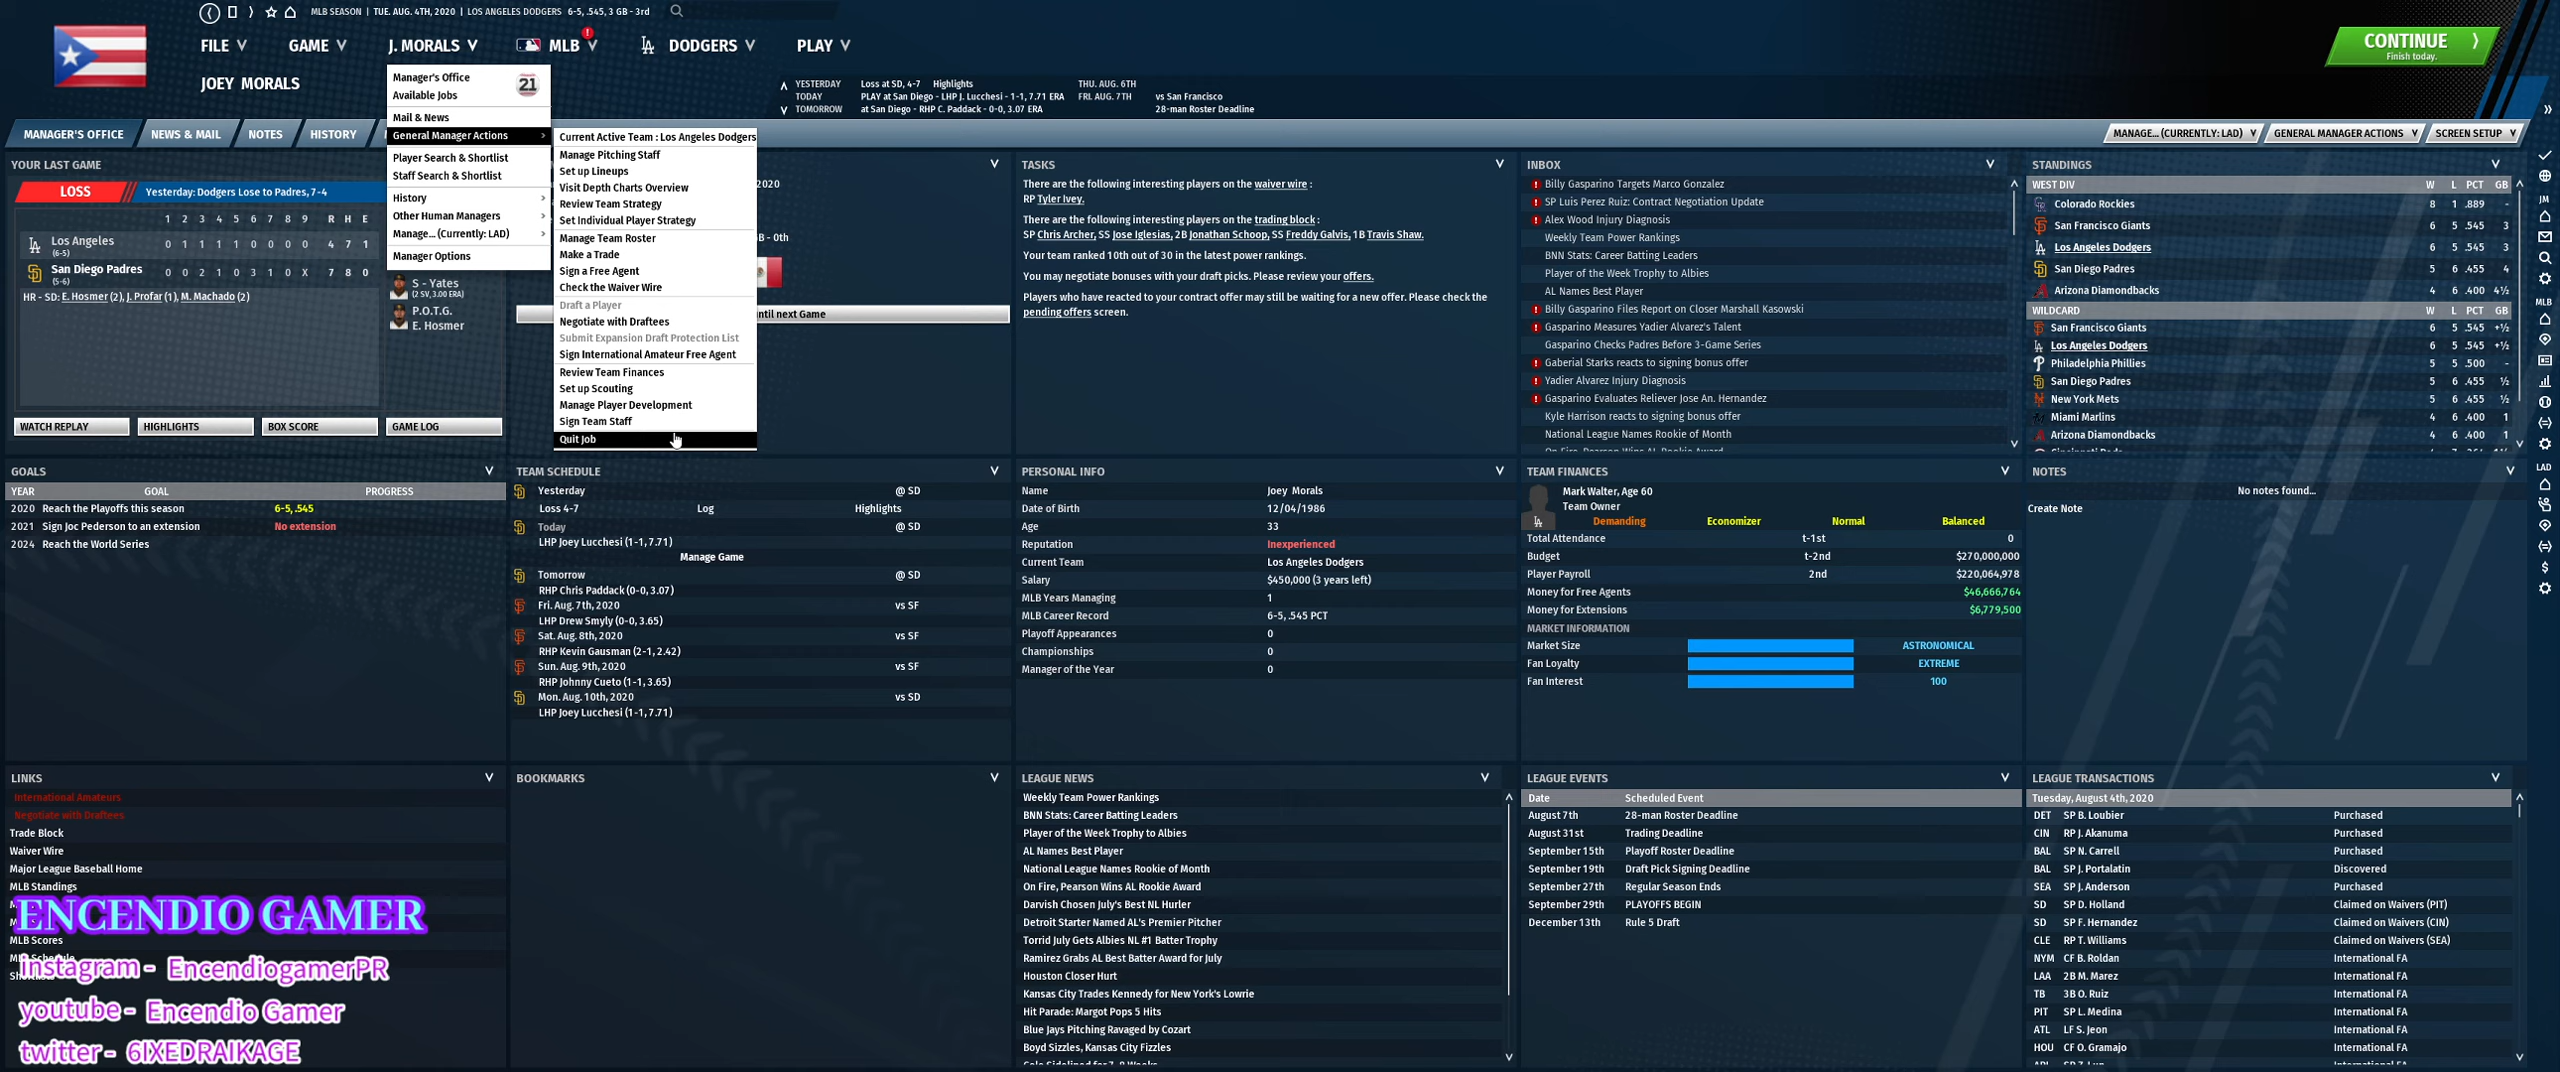 MLB SEASON | TUE. AUG. 4TH, 2020 | LOS ANGELES DODGERS 6-5, .545, 3 GB - 3rd
FILE GAME J. MORALS MLB DODGERS PLAY
CONTINUE
Finish today.
JOEY MORALS
YESTERDAY Loss at SD, 4-7 Highlights THU. AUG. 6TH
TODAY PLAY at San Diego - LHP J. Lucchesi - 1-1, 7.71 ERA FRI. AUG. 7TH vs San Francisco
TOMORROW at San Diego - RHP C. Paddack - 0-0, 3.07 ERA 28-man Roster Deadline
MANAGER'S OFFICE NEWS & MAIL NOTES HISTORY
MANAGE... (CURRENTLY: LAD) GENERAL MANAGER ACTIONS SCREEN SETUP
Manager's Office
21
Available Jobs
Mail & News
General Manager Actions
Player Search & Shortlist
Staff Search & Shortlist
History
Other Human Managers
Manage... (Currently: LAD)
Manager Options
Current Active Team : Los Angeles Dodgers
Manage Pitching Staff
Set up Lineups
Visit Depth Charts Overview
Review Team Strategy
Set Individual Player Strategy
Manage Team Roster
Make a Trade
Sign a Free Agent
Check the Waiver Wire
Draft a Player
Negotiate with Draftees
Submit Expansion Draft Protection List
Sign International Amateur Free Agent
Review Team Finances
Set up Scouting
Manage Player Development
Sign Team Staff
Quit Job
YOUR LAST GAME
LOSS Yesterday: Dodgers Lose to Padres, 7-4
1 2 3 4 5 6 7 8 9 R H E
Los Angeles 0 1 1 1 1 0 0 0 0 4 7 1
(6-5)
San Diego Padres 0 0 2 1 0 3 1 0 X 7 8 0
(5-6)
HR - SD: E. Hosmer (2), J. Profar (1), M. Machado (2)
S - Yates
(2 SV, 3.00 ERA)
P.O.T.G.
E. Hosmer
WATCH REPLAY HIGHLIGHTS BOX SCORE GAME LOG
2020
GB - 0th
until next Game
TASKS
There are the following interesting players on the waiver wire :
RP Tyler Ivey.
There are the following interesting players on the trading block :
SP Chris Archer, SS Jose Iglesias, 2B Jonathan Schoop, SS Freddy Galvis, 1B Travis Shaw.
Your team ranked 10th out of 30 in the latest power rankings.
You may negotiate bonuses with your draft picks. Please review your offers.
Players who have reacted to your contract offer may still be waiting for a new offer. Please check the
pending offers screen.
INBOX
Billy Gasparino Targets Marco Gonzalez
SP Luis Perez Ruiz: Contract Negotiation Update
Alex Wood Injury Diagnosis
Weekly Team Power Rankings
BNN Stats: Career Batting Leaders
Player of the Week Trophy to Albies
AL Names Best Player
Billy Gasparino Files Report on Closer Marshall Kasowski
Gasparino Measures Yadier Alvarez's Talent
Gasparino Checks Padres Before 3-Game Series
Gaberial Starks reacts to signing bonus offer
Yadier Alvarez Injury Diagnosis
Gasparino Evaluates Reliever Jose An. Hernandez
Kyle Harrison reacts to signing bonus offer
National League Names Rookie of Month
On Fire, Pearson Wins AL Rookie Award
STANDINGS
WEST DIV W L PCT GB
Colorado Rockies 8 1 .889 -
San Francisco Giants 6 5 .545 3
Los Angeles Dodgers 6 5 .545 3
San Diego Padres 5 6 .455 4
Arizona Diamondbacks 4 6 .400 4½
WILDCARD W L PCT GB
San Francisco Giants 6 5 .545 +½
Los Angeles Dodgers 6 5 .545 +½
Philadelphia Phillies 5 5 .500 -
San Diego Padres 5 6 .455 ½
New York Mets 5 6 .455 ½
Miami Marlins 4 6 .400 1
Arizona Diamondbacks 4 6 .400 1
JM
MLB
LAD
GOALS
YEAR GOAL PROGRESS
2020 Reach the Playoffs this season 6-5, .545
2021 Sign Joc Pederson to an extension No extension
2024 Reach the World Series
TEAM SCHEDULE
Yesterday @ SD
Loss 4-7 Log Highlights
Today @ SD
LHP Joey Lucchesi (1-1, 7.71)
Manage Game
Tomorrow @ SD
RHP Chris Paddack (0-0, 3.07)
Fri. Aug. 7th, 2020 vs SF
LHP Drew Smyly (0-0, 3.65)
Sat. Aug. 8th, 2020 vs SF
RHP Kevin Gausman (2-1, 2.42)
Sun. Aug. 9th, 2020 vs SF
RHP Johnny Cueto (1-1, 3.65)
Mon. Aug. 10th, 2020 vs SD
LHP Joey Lucchesi (1-1, 7.71)
PERSONAL INFO
Name Joey Morals
Date of Birth 12/04/1986
Age 33
Reputation Inexperienced
Current Team Los Angeles Dodgers
Salary $450,000 (3 years left)
MLB Years Managing 1
MLB Career Record 6-5, .545 PCT
Playoff Appearances 0
Championships 0
Manager of the Year 0
TEAM FINANCES
Mark Walter, Age 60
Team Owner
Demanding Economizer Normal Balanced
Total Attendance t-1st 0
Budget t-2nd $270,000,000
Player Payroll 2nd $220,064,978
Money for Free Agents $46,666,764
Money for Extensions $6,779,500
MARKET INFORMATION
Market Size ASTRONOMICAL
Fan Loyalty EXTREME
Fan Interest 100
NOTES
No notes found...
Create Note
LINKS
International Amateurs
Negotiate with Draftees
Trade Block
Waiver Wire
Major League Baseball Home
MLB Standings
ENCENDIO GAMER
MLB Scores
instagram - EncendiogamerPR
youtube - Encendio Gamer
twitter - 6IXEDRAIKAGE
BOOKMARKS
LEAGUE NEWS
Weekly Team Power Rankings
BNN Stats: Career Batting Leaders
Player of the Week Trophy to Albies
AL Names Best Player
National League Names Rookie of Month
On Fire, Pearson Wins AL Rookie Award
Darvish Chosen July's Best NL Hurler
Detroit Starter Named AL's Premier Pitcher
Torrid July Gets Albies NL #1 Batter Trophy
Ramirez Grabs AL Best Batter Award for July
Houston Closer Hurt
Kansas City Trades Kennedy for New York's Lowrie
Hit Parade: Margot Pops 5 Hits
Blue Jays Pitching Ravaged by Cozart
Boyd Sizzles, Kansas City Fizzles
LEAGUE EVENTS
Date Scheduled Event
August 7th 28-man Roster Deadline
August 31st Trading Deadline
September 15th Playoff Roster Deadline
September 19th Draft Pick Signing Deadline
September 27th Regular Season Ends
September 29th PLAYOFFS BEGIN
December 13th Rule 5 Draft
LEAGUE TRANSACTIONS
Tuesday, August 4th, 2020
DET SP B. Loubier Purchased
CIN RP J. Akanuma Purchased
BAL SP N. Carrell Purchased
BAL SP J. Portalatin Discovered
SEA SP J. Anderson Purchased
SD SP D. Holland Claimed on Waivers (PIT)
SD SP F. Hernandez Claimed on Waivers (CIN)
CLE RP T. Williams Claimed on Waivers (SEA)
NYM CF B. Roldan International FA
LAA 2B M. Marez International FA
TB 3B O. Ruiz International FA
PIT SP L. Medina International FA
ATL LF S. Jeon International FA
HOU CF O. Gramajo International FA